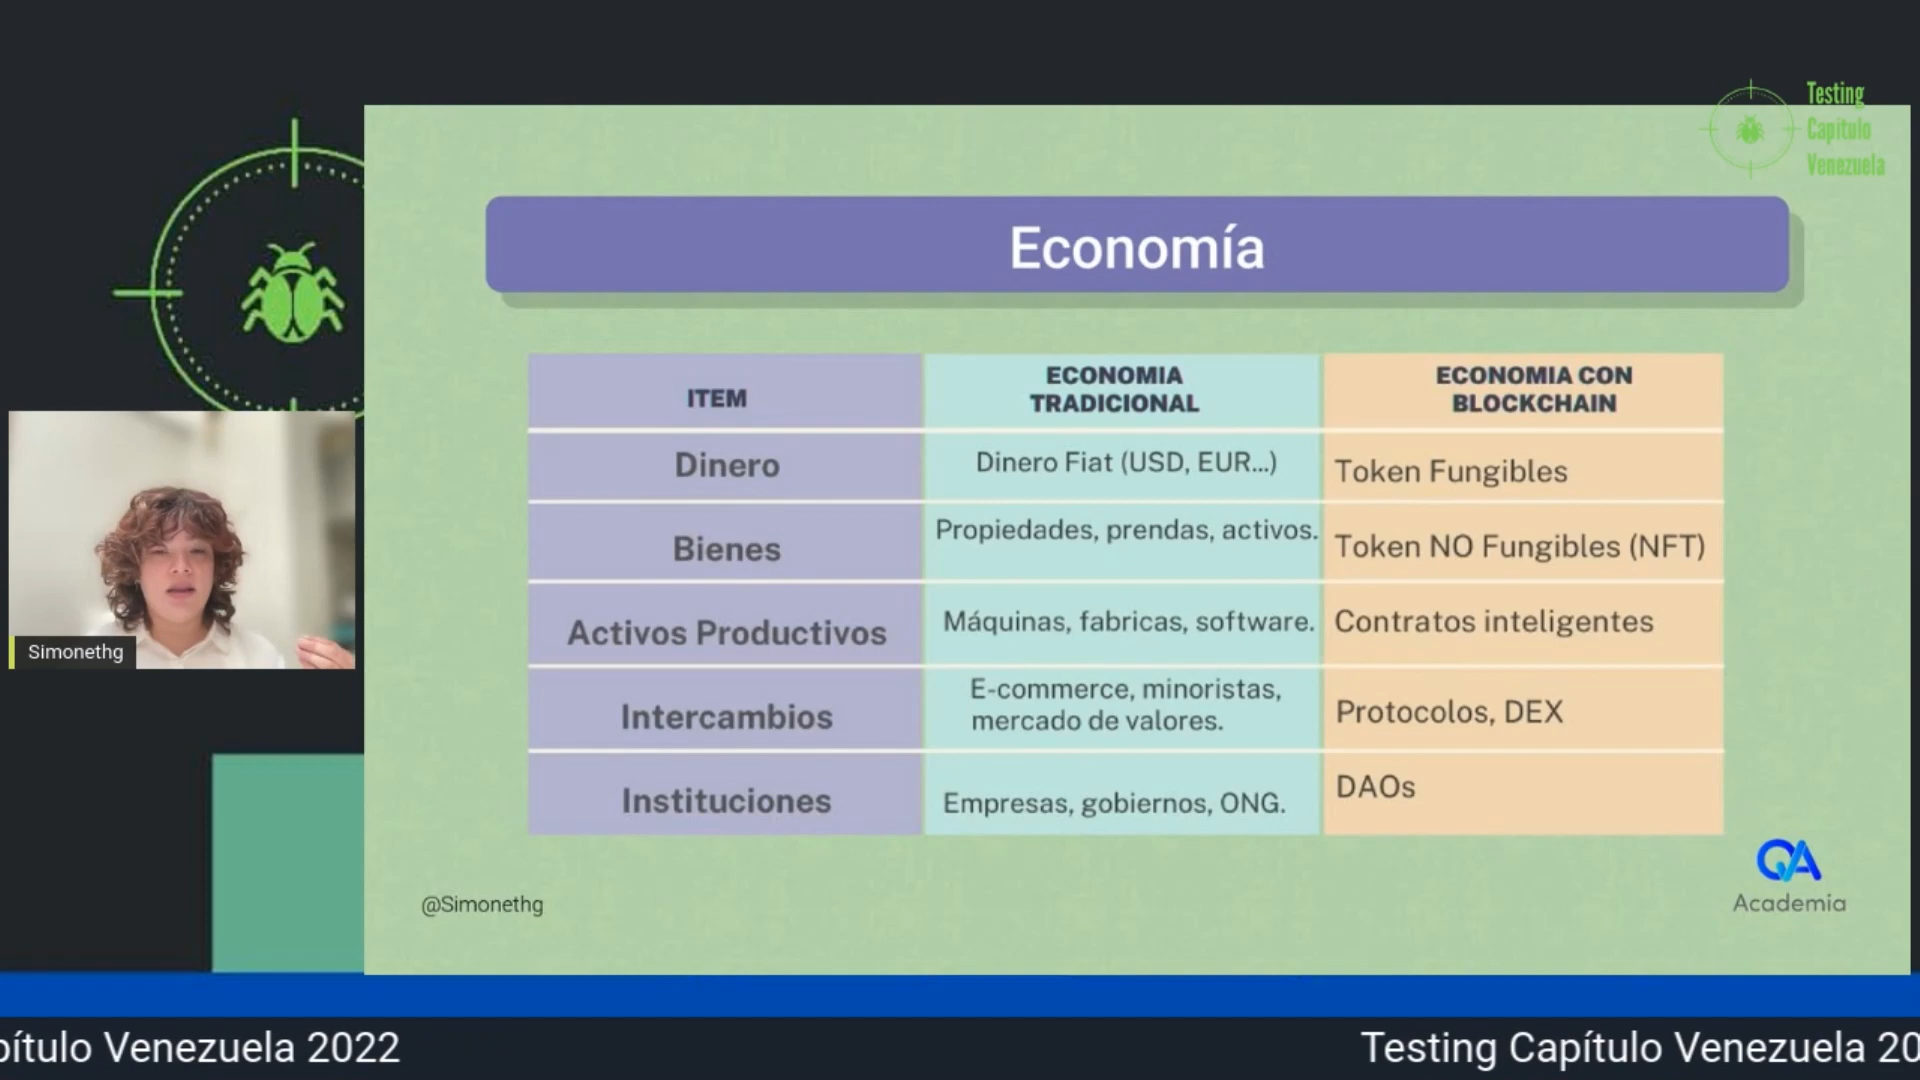 Testing
Capítulo
Venezuela
Economía
ITEM
ECONOMIA
TRADICIONAL
ECONOMIA CON
BLOCKCHAIN
Dinero
Dinero Fiat (USD, EUR...)
Token Fungibles
Bienes
Propiedades, prendas, activos.
Token NO Fungibles (NFT)
Activos Productivos
Máquinas, fabricas, software.
Contratos inteligentes
Intercambios
E-commerce, minoristas,
mercado de valores.
Protocolos, DEX
Instituciones
Empresas, gobiernos, ONG.
DAOs
Simonethg
@Simonethg
QA
Academia
pítulo Venezuela 2022
Testing Capítulo Venezuela 20